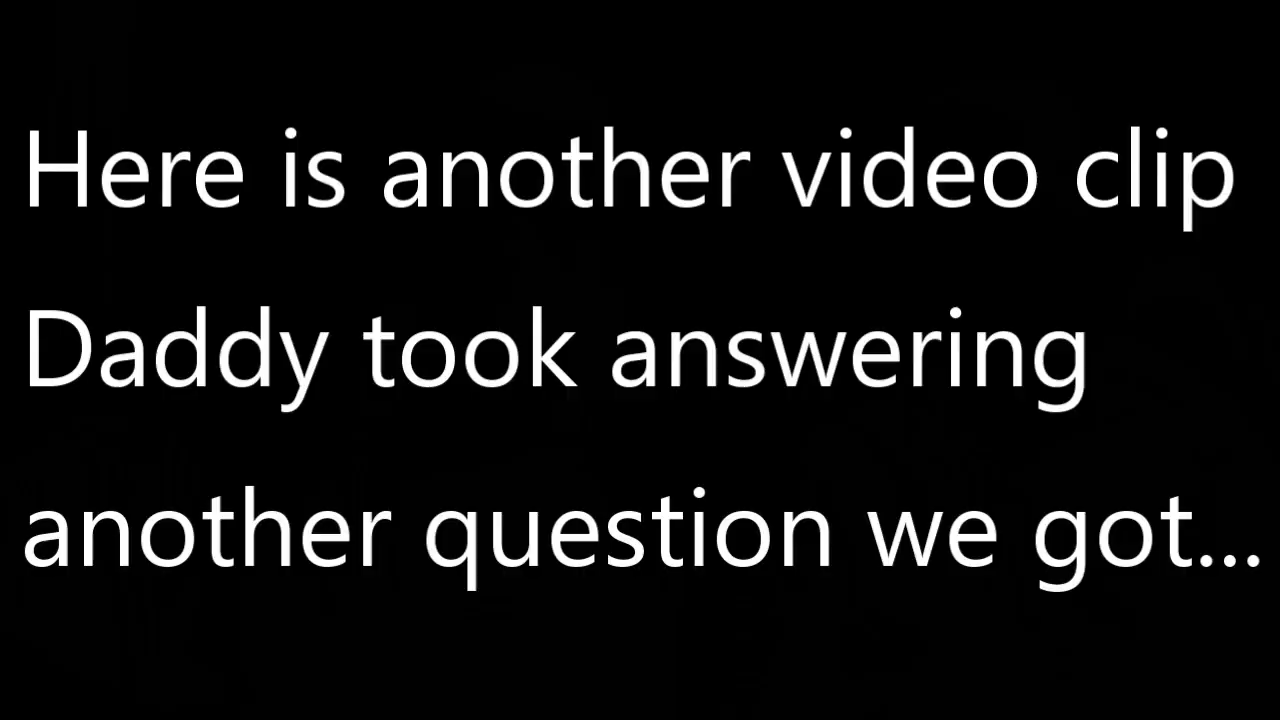 Here is another video clip
Daddy took answering
another question we got...